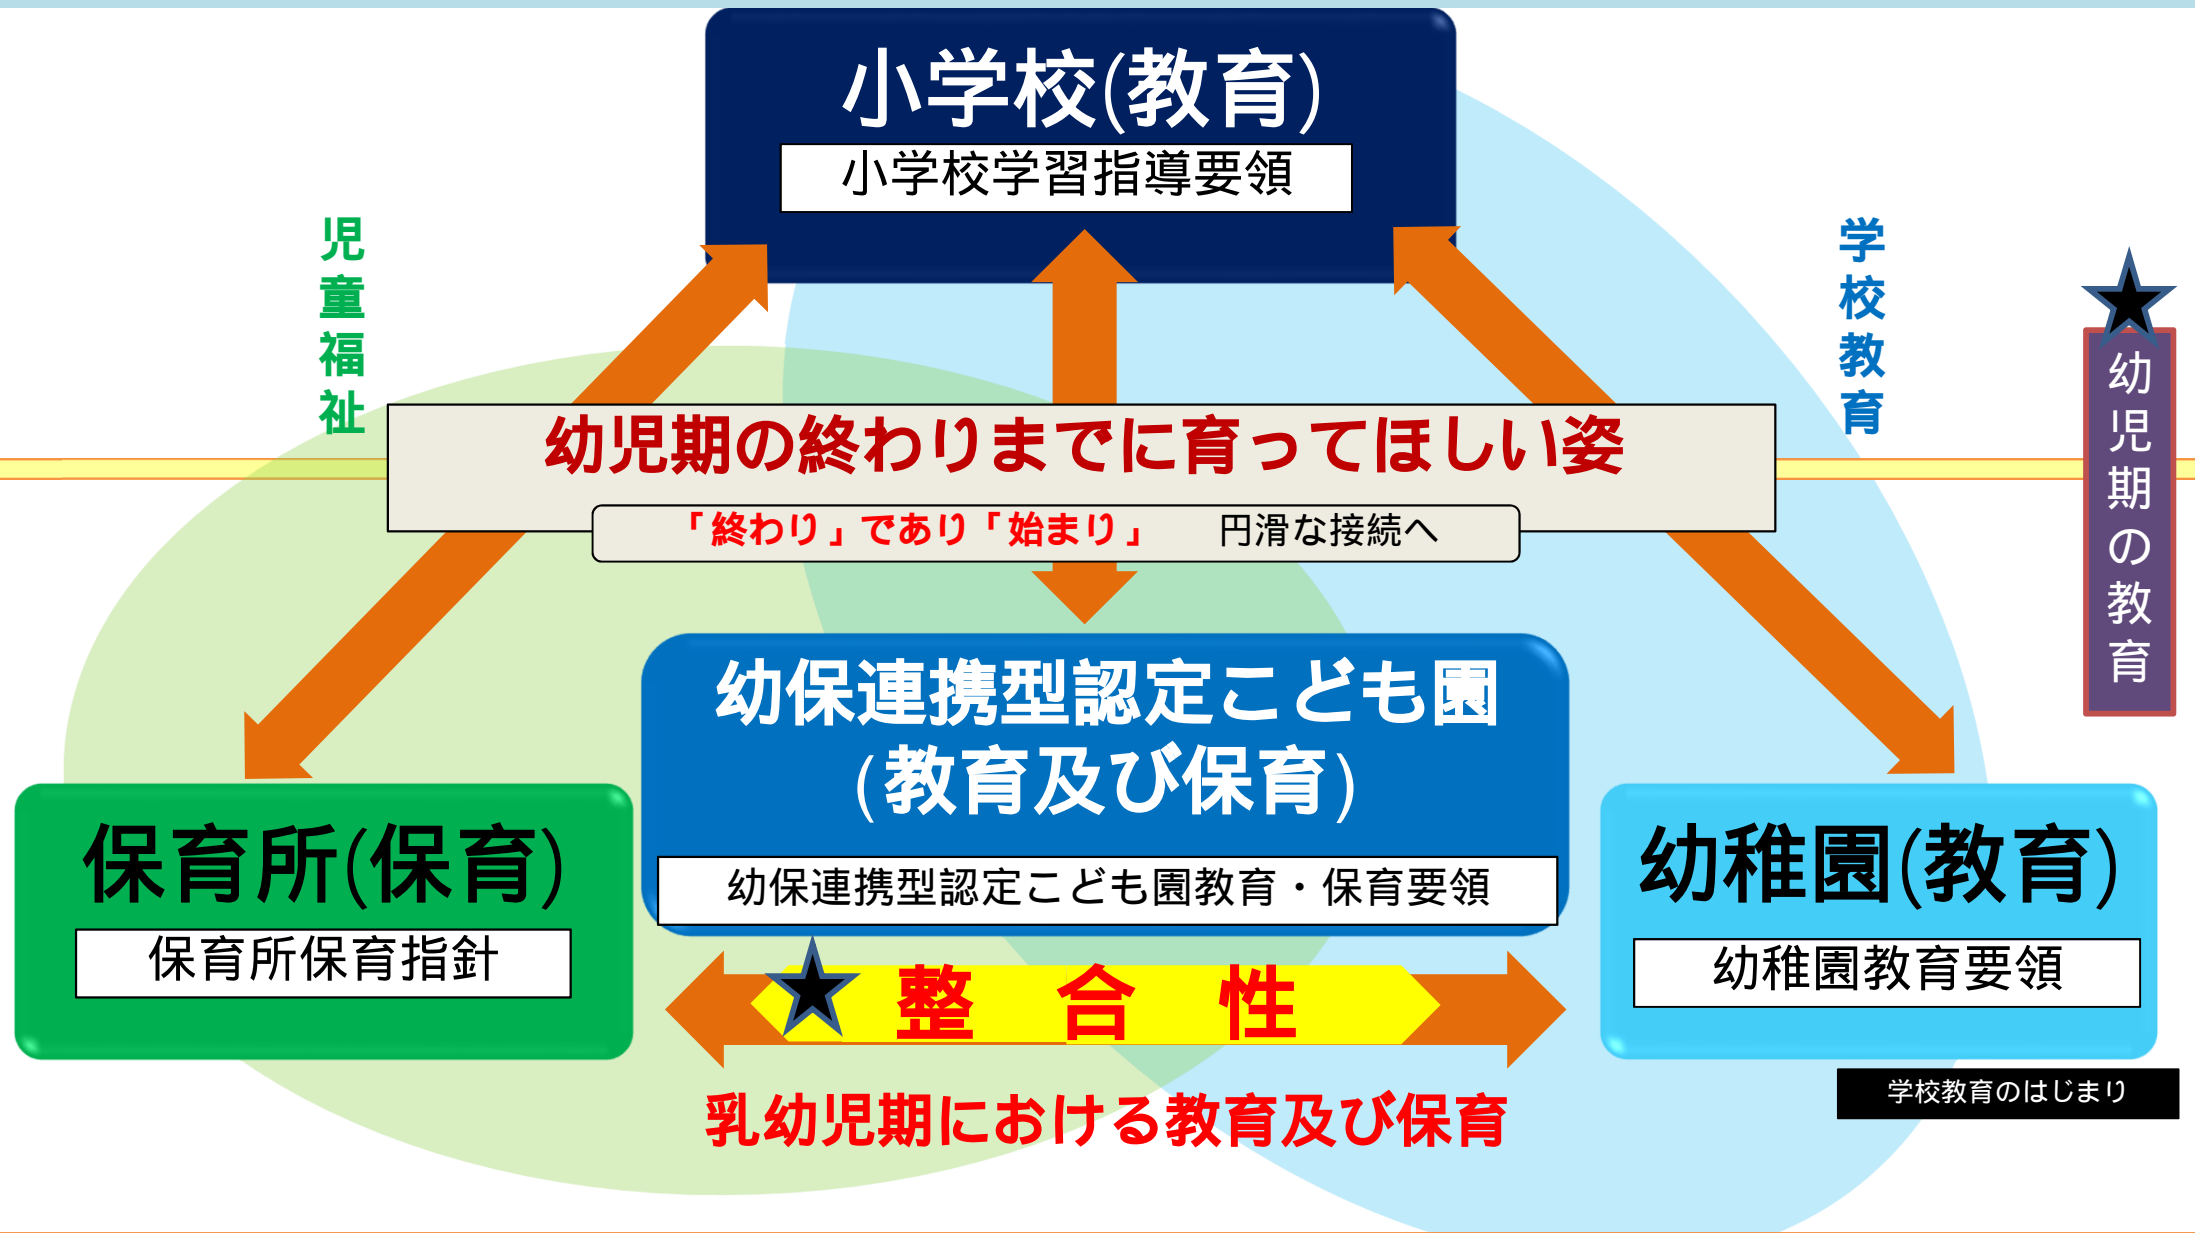 小学校(教育)
小学校学習指導要領
児童福祉
学校教育
幼児期の教育
幼児期の終わりまでに育ってほしい姿
「終わり」であり「始まり」　円滑な接続へ
幼保連携型認定こども園
(教育及び保育)
幼保連携型認定こども園教育・保育要領
保育所(保育)
保育所保育指針
幼稚園(教育)
幼稚園教育要領
整　合　性
学校教育のはじまり
乳幼児期における教育及び保育